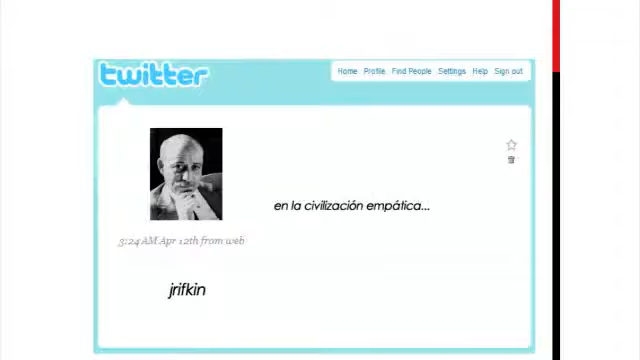 twitter
Home Profile Find People Settings Help Sign out
en la civilización empática...
3:24 AM Apr 12th from web
jrifkin